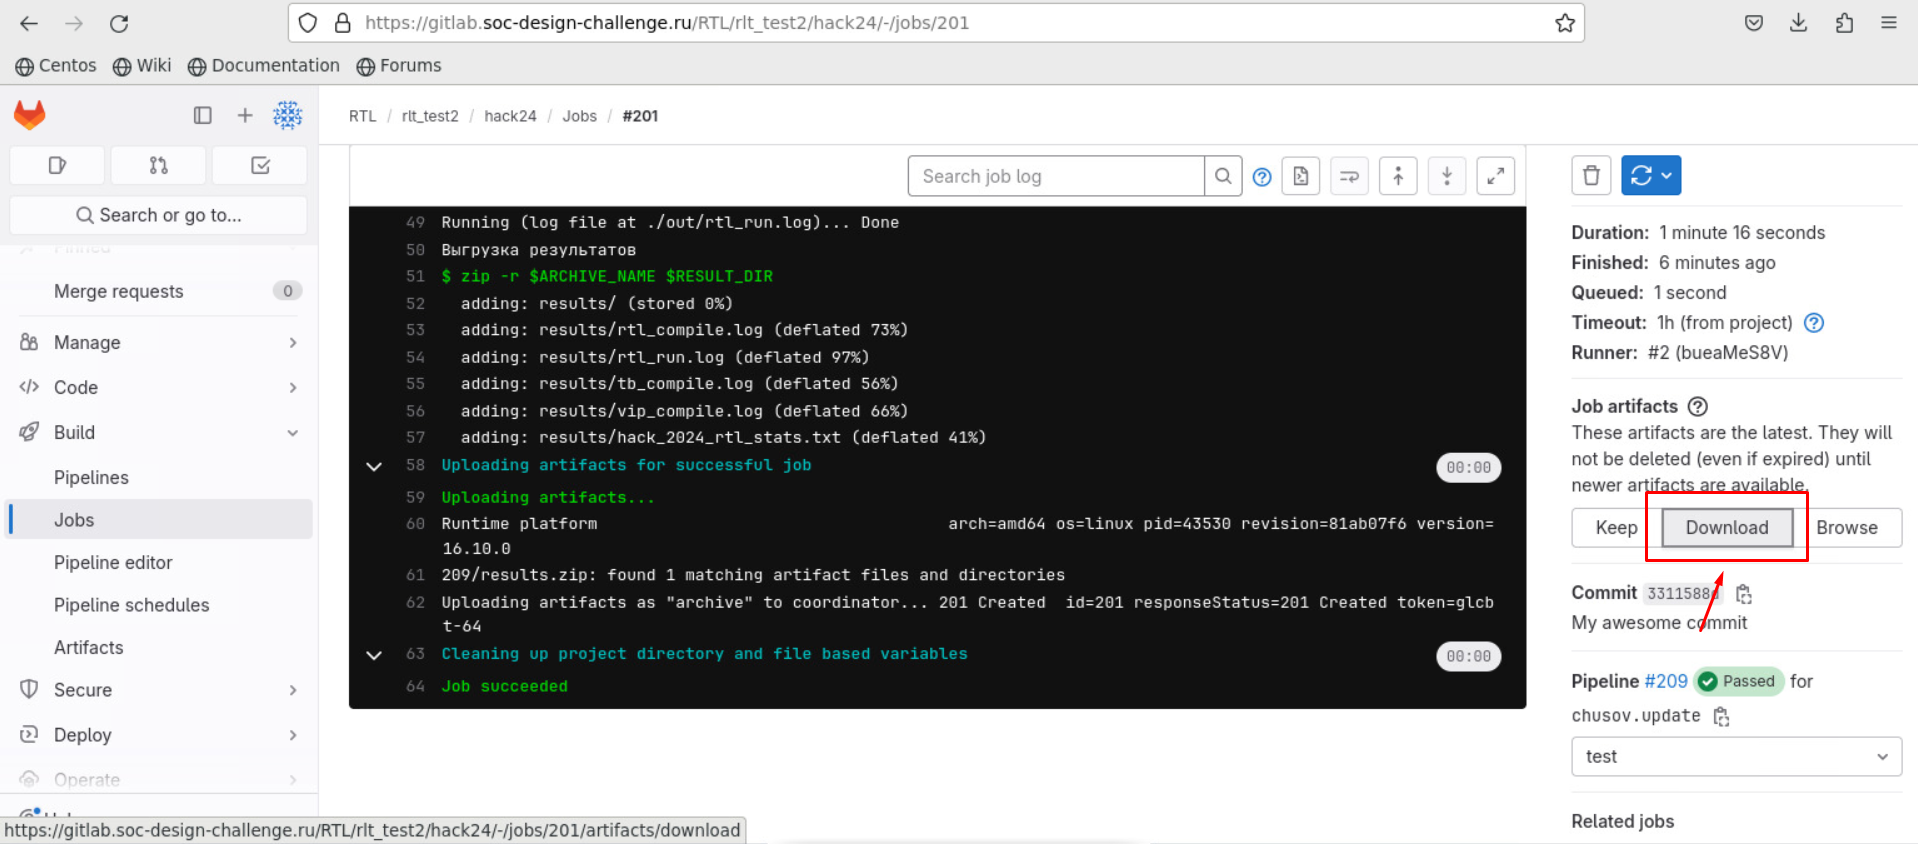 https://gitlab.soc-design-challenge.ru/RTL/rlt_test2/hack24/-/jobs/201
Centos Wiki Documentation Forums
RTL / rlt_test2 / hack24 / Jobs / #201
Search or go to...
Pinned
Merge requests 0
Manage
Code
Build
Pipelines
Jobs
Pipeline editor
Pipeline schedules
Artifacts
Secure
Deploy
Operate
https://gitlab.soc-design-challenge.ru/RTL/rlt_test2/hack24/-/jobs/201/artifacts/download
Search job log
49 Running (log file at ./out/rtl_run.log)... Done
50 Выгрузка результатов
51 $ zip -r $ARCHIVE_NAME $RESULT_DIR
52 adding: results/ (stored 0%)
53 adding: results/rtl_compile.log (deflated 73%)
54 adding: results/rtl_run.log (deflated 97%)
55 adding: results/tb_compile.log (deflated 56%)
56 adding: results/vip_compile.log (deflated 66%)
57 adding: results/hack_2024_rtl_stats.txt (deflated 41%)
58 Uploading artifacts for successful job 00:00
59 Uploading artifacts...
60 Runtime platform arch=amd64 os=linux pid=43530 revision=81ab07f6 version=
16.10.0
61 209/results.zip: found 1 matching artifact files and directories
62 Uploading artifacts as "archive" to coordinator... 201 Created id=201 responseStatus=201 Created token=glcb
t-64
63 Cleaning up project directory and file based variables 00:00
64 Job succeeded
Duration: 1 minute 16 seconds
Finished: 6 minutes ago
Queued: 1 second
Timeout: 1h (from project)
Runner: #2 (bueaMeS8V)
Job artifacts
These artifacts are the latest. They will
not be deleted (even if expired) until
newer artifacts are available.
Keep Download Browse
Commit 3311588d
My awesome commit
Pipeline #209 Passed for
chusov.update
test
Related jobs